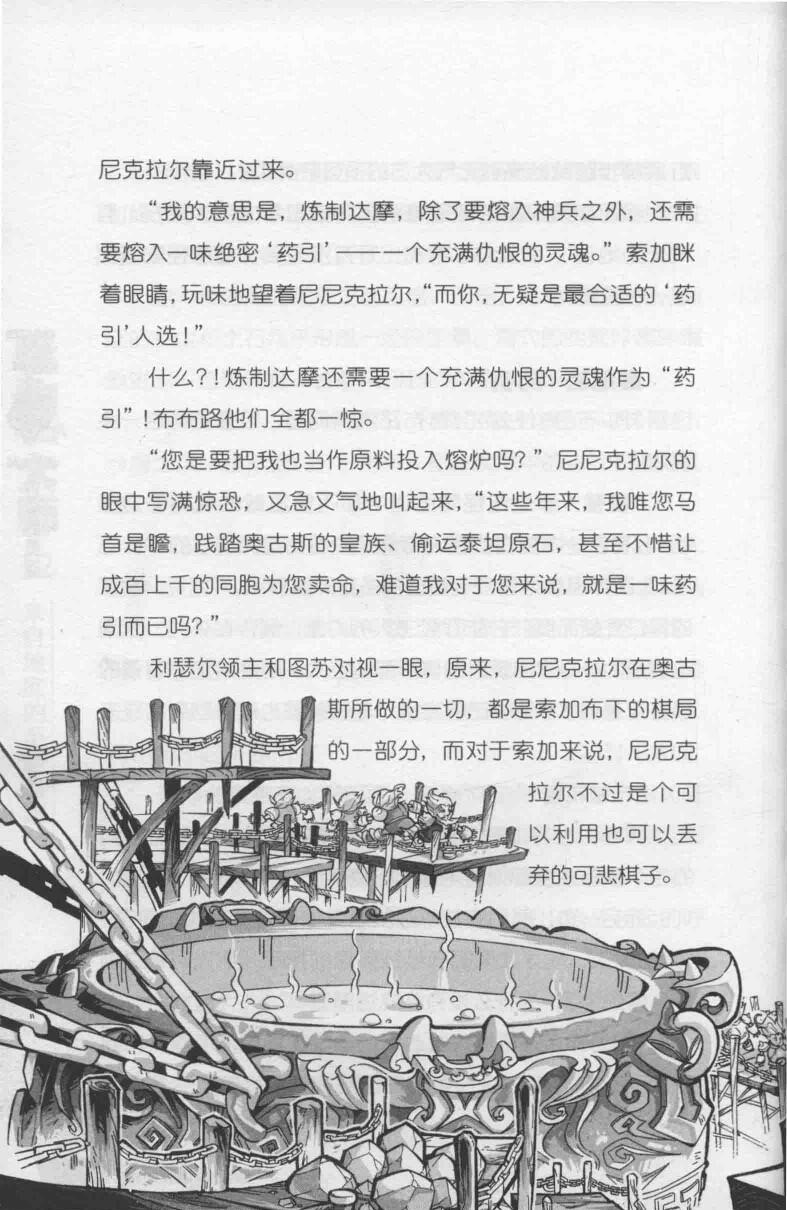 尼克拉尔靠近过来。
“我的意思是，炼制达摩，除了要熔入神兵之外，还需
要熔入一味绝密‘药引’——一个充满仇恨的灵魂。”索加眯
着眼睛，玩味地望着尼尼克拉尔，“而你，无疑是最合适的‘药
引’人选！”
什么？！炼制达摩还需要一个充满仇恨的灵魂作为“药
引”！布布路他们全都一惊。
“您是要把我也当作原料投入熔炉吗？”尼尼克拉尔的
眼中写满惊恐，又急又气地叫起来，“这些年来，我唯您马
首是瞻，践踏奥古斯的皇族、偷运泰坦原石，甚至不惜让
成百上千的同胞为您卖命，难道我对于您来说，就是一味药
引而已吗？”
利瑟尔领主和图苏对视一眼，原来，尼尼克拉尔在奥古
斯所做的一切，都是索加布下的棋局
的一部分，而对于索加来说，尼尼克
拉尔不过是个可
以利用也可以丢
弃的可悲棋子。